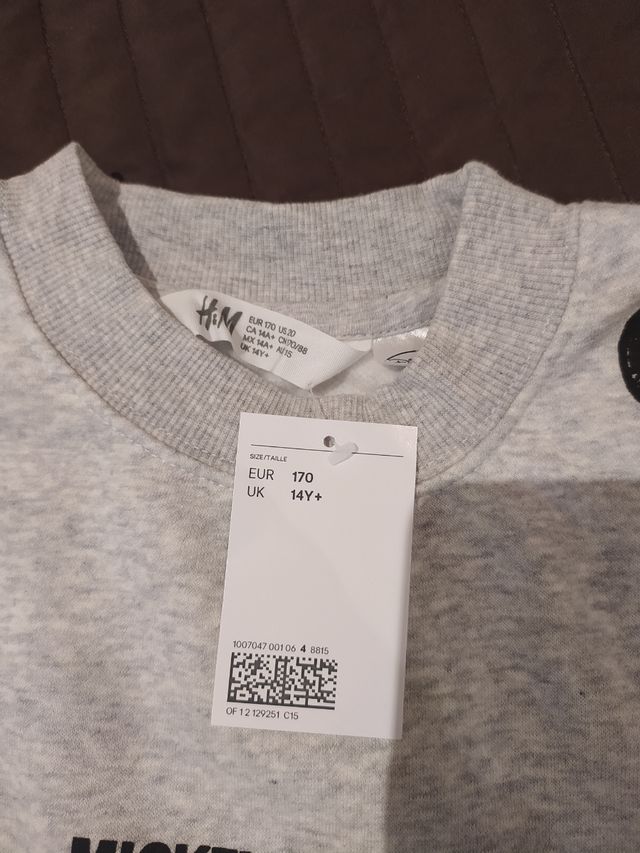 H&M
EUR 170 US 20
CA 14A+ CN170/88
MX 14A+ AU 15
UK 14Y+
SIZE/TAILLE
EUR 170
UK 14Y+
1007047 001 06 4 8815
OF 1 2 129251 C15